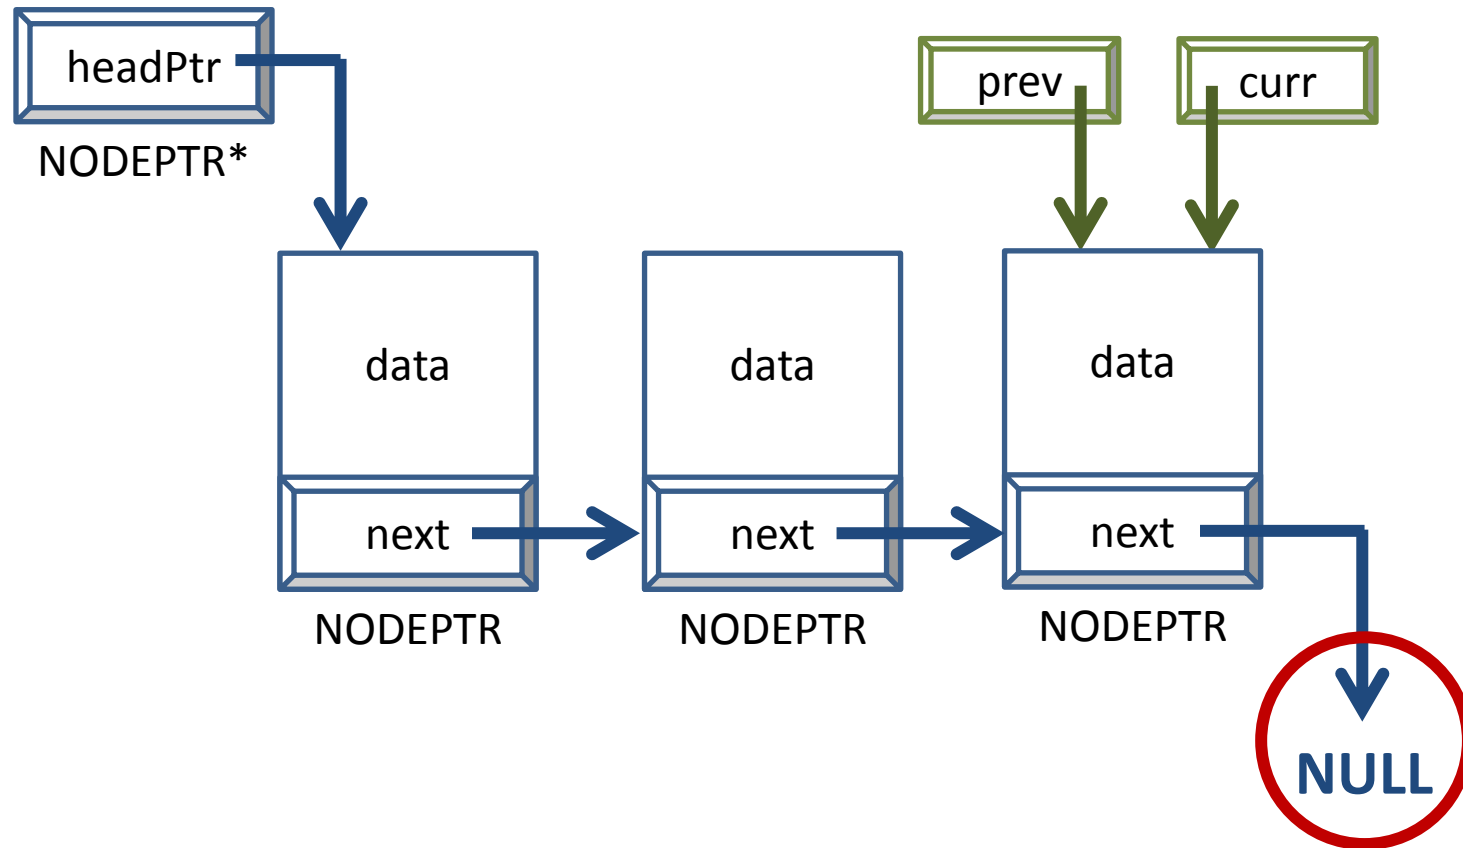 headPtr
NODEPTR*
prev
curr
data
data
data
next
next
next
NODEPTR
NODEPTR
NODEPTR
NULL